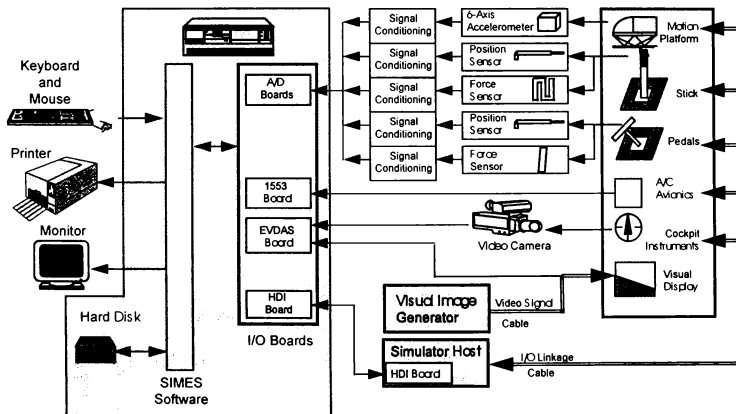 Keyboard
and
Mouse
Printer
Monitor
Hard Disk
SIMES
Software
A/D
Boards
1553
Board
EVDAS
Board
HDI
Board
I/O Boards
Signal
Conditioning
6-Axis
Accelerometer
Signal
Conditioning
Position
Sensor
Signal
Conditioning
Force
Sensor
Signal
Conditioning
Position
Sensor
Signal
Conditioning
Force
Sensor
Motion
Platform
Stick
Pedals
A/C
Avionics
Cockpit
Instruments
Visual
Display
Video Camera
Visual Image
Generator
Video Signal
Cable
Simulator Host
HDI Board
I/O Linkage
Cable